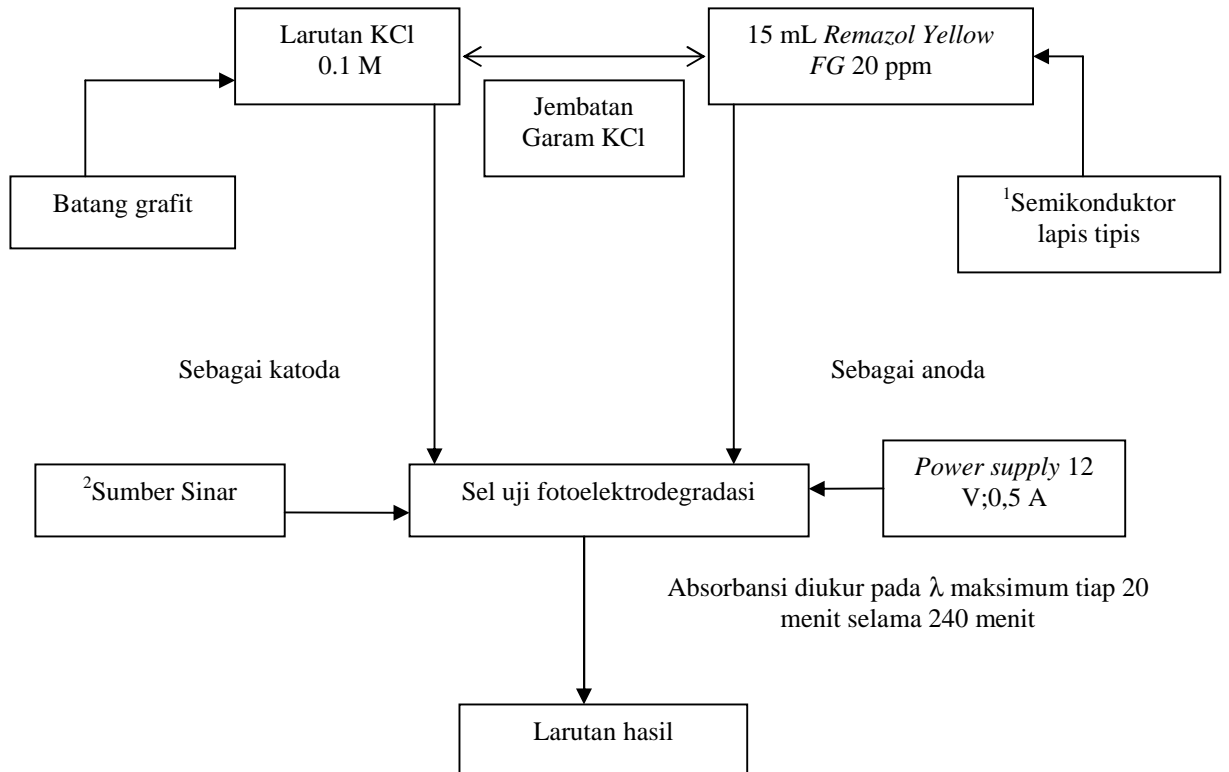 Larutan KCl
0.1 M
15 mL Remazol Yellow
FG 20 ppm
Jembatan
Garam KCl
Batang grafit
1Semikonduktor
lapis tipis
Sebagai katoda
Sebagai anoda
2Sumber Sinar
Sel uji fotoelektrodegradasi
Power supply 12
V;0,5 A
Absorbansi diukur pada λ maksimum tiap 20
menit selama 240 menit
Larutan hasil